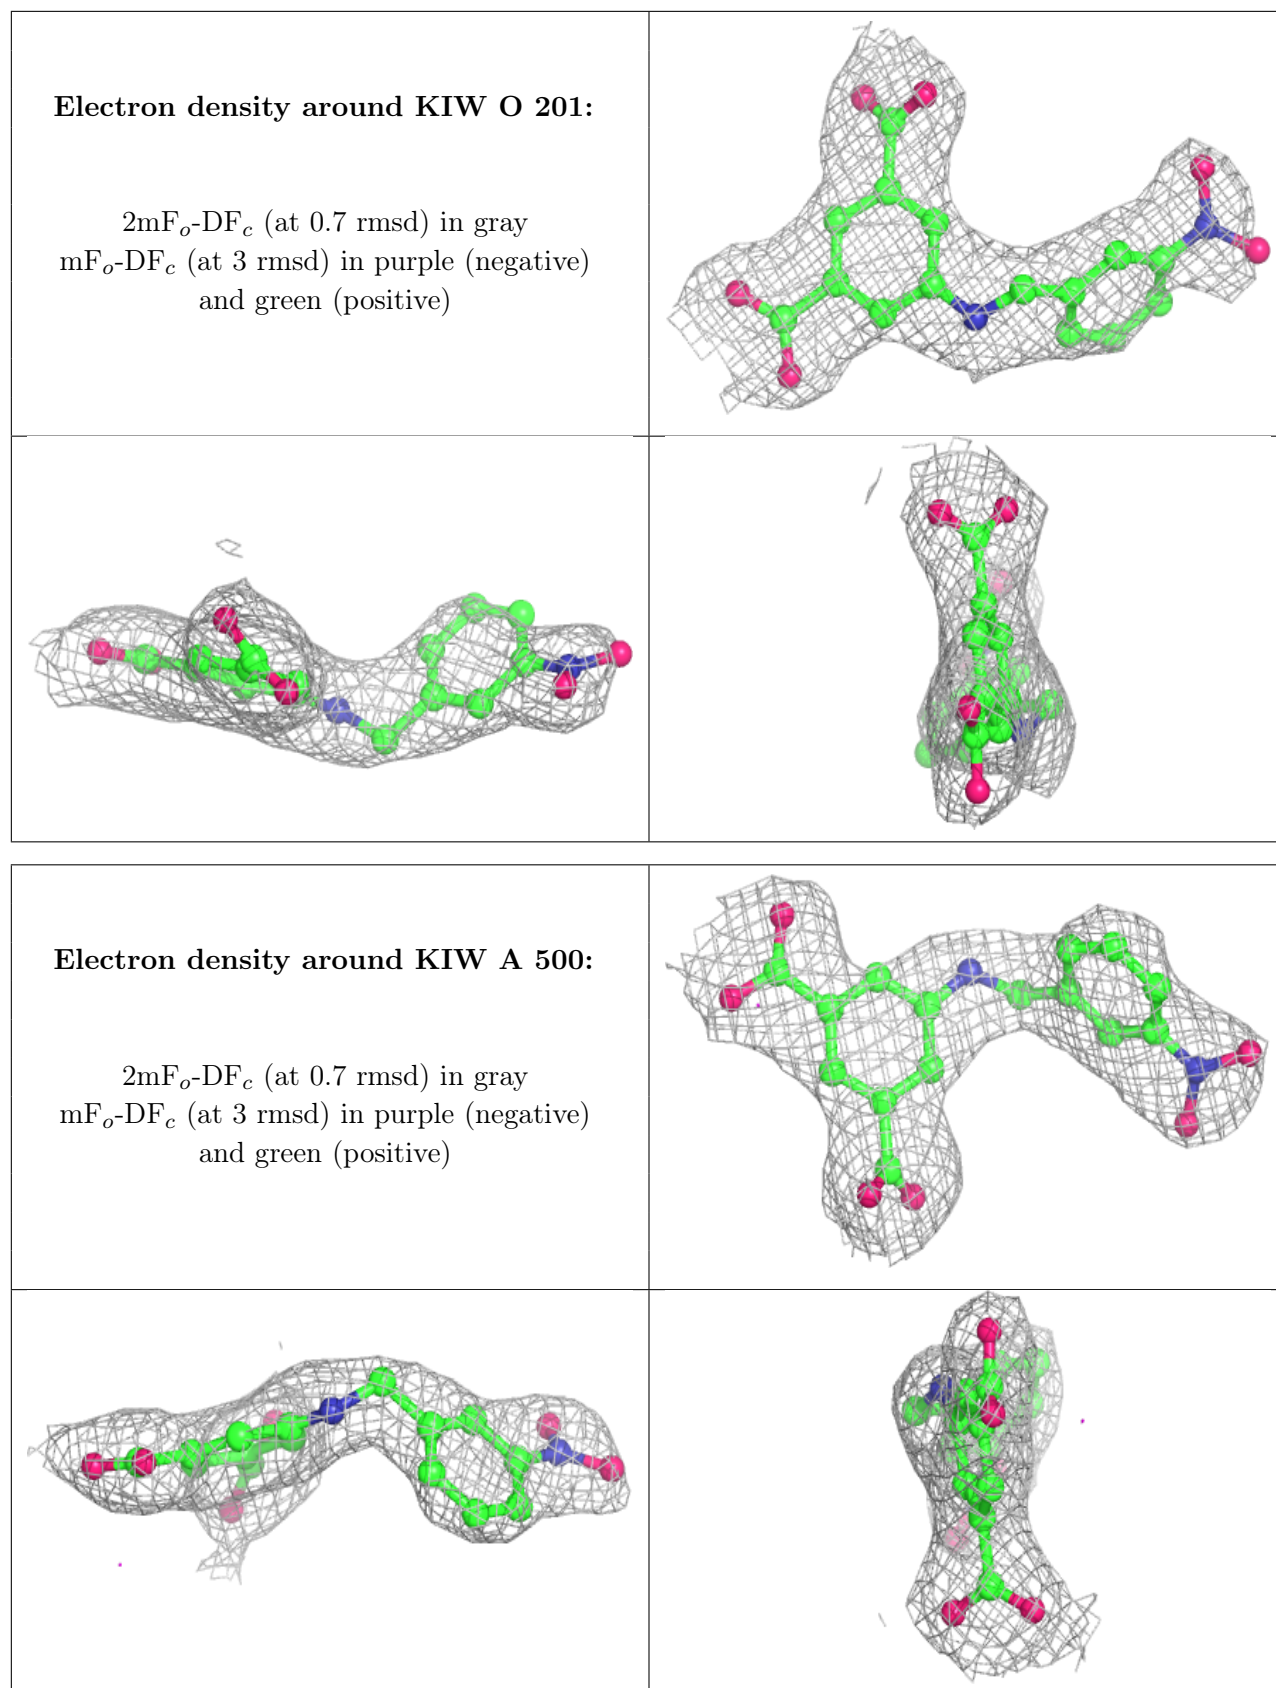 Electron density around KIW O 201:
2mFo-DFc (at 0.7 rmsd) in gray
mFo-DFc (at 3 rmsd) in purple (negative)
and green (positive)
Electron density around KIW A 500:
2mFo-DFc (at 0.7 rmsd) in gray
mFo-DFc (at 3 rmsd) in purple (negative)
and green (positive)